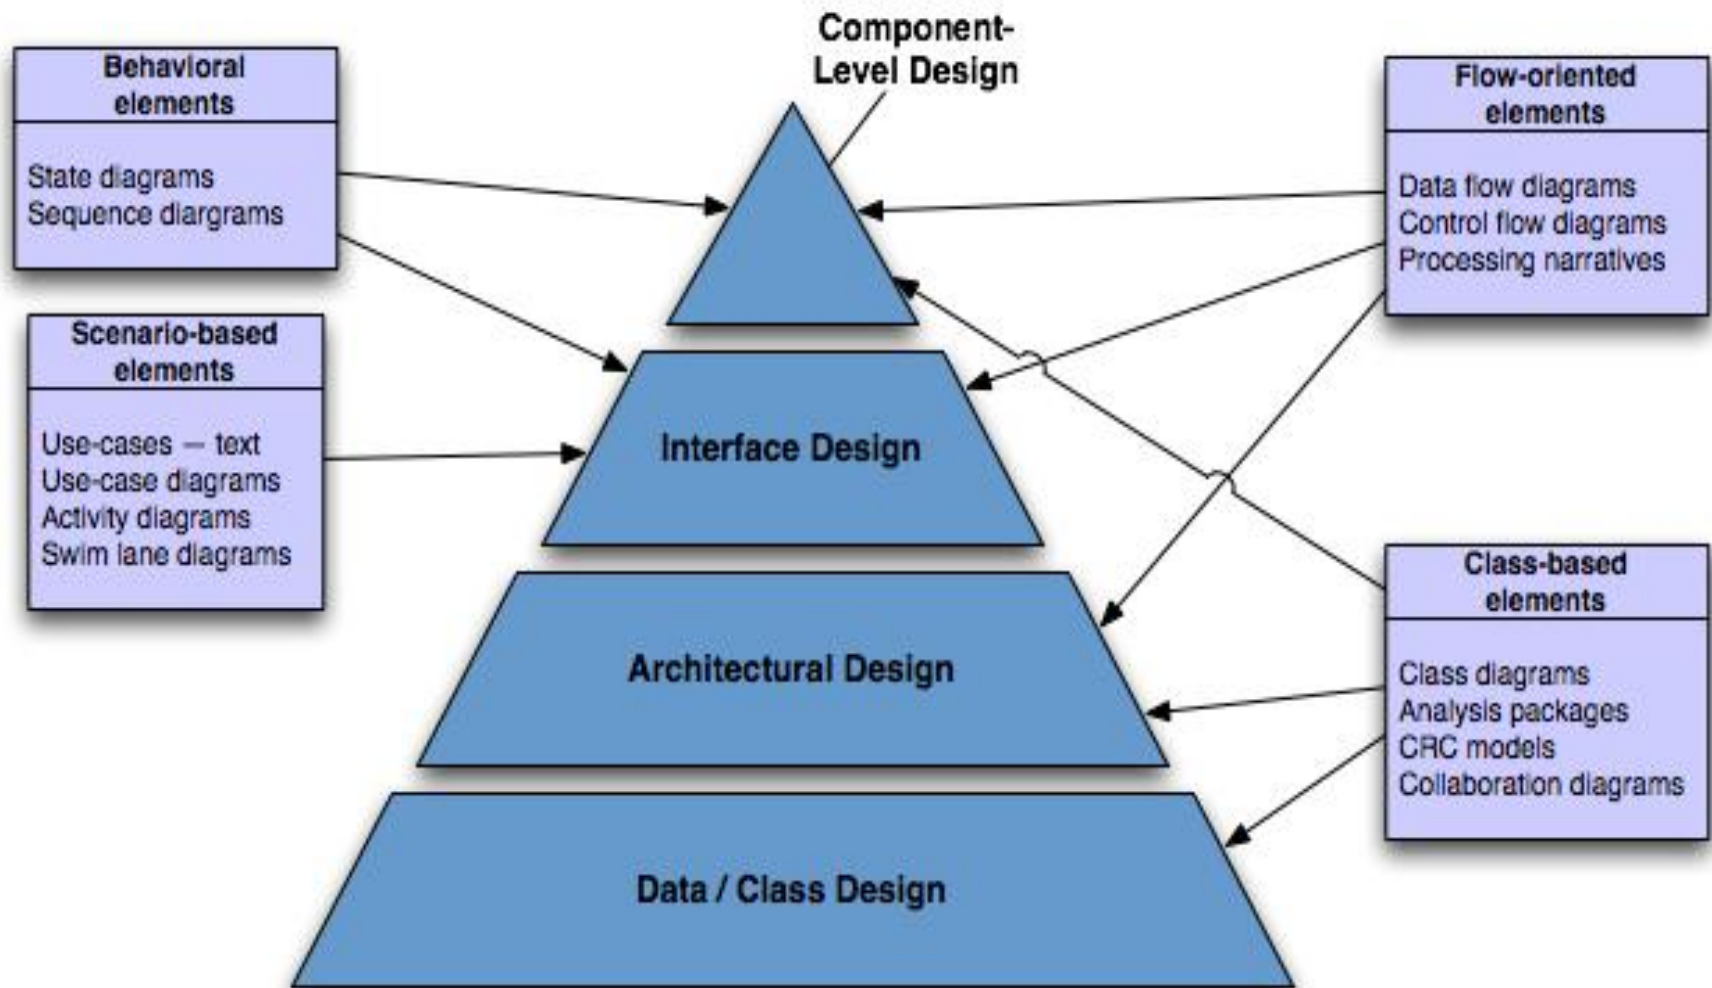 Component-
Level Design
Behavioral
elements
State diagrams
Sequence diargrams
Scenario-based
elements
Use-cases — text
Use-case diagrams
Activity diagrams
Swim lane diagrams
Flow-oriented
elements
Data flow diagrams
Control flow diagrams
Processing narratives
Class-based
elements
Class diagrams
Analysis packages
CRC models
Collaboration diagrams
Interface Design
Architectural Design
Data / Class Design